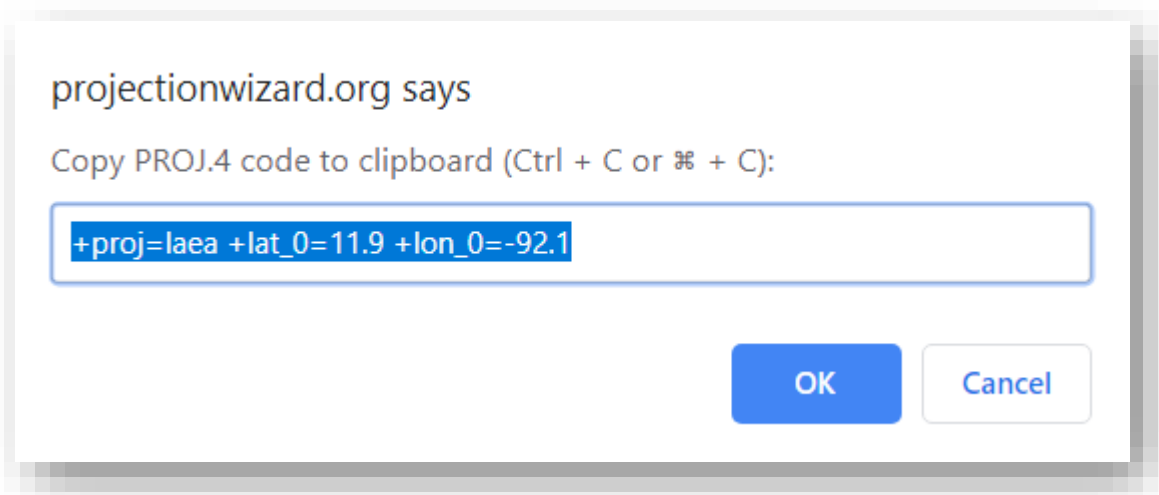 projectionwizard.org says
Copy PROJ.4 code to clipboard (Ctrl + C or ⌘ + C):
+proj=laea +lat_0=11.9 +lon_0=-92.1
OK Cancel